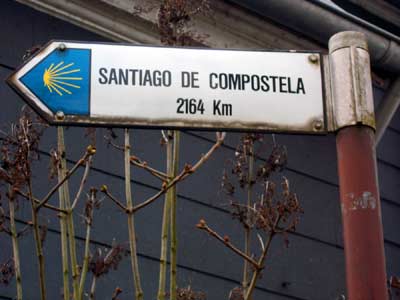 SANTIAGO DE COMPOSTELA
2164 Km